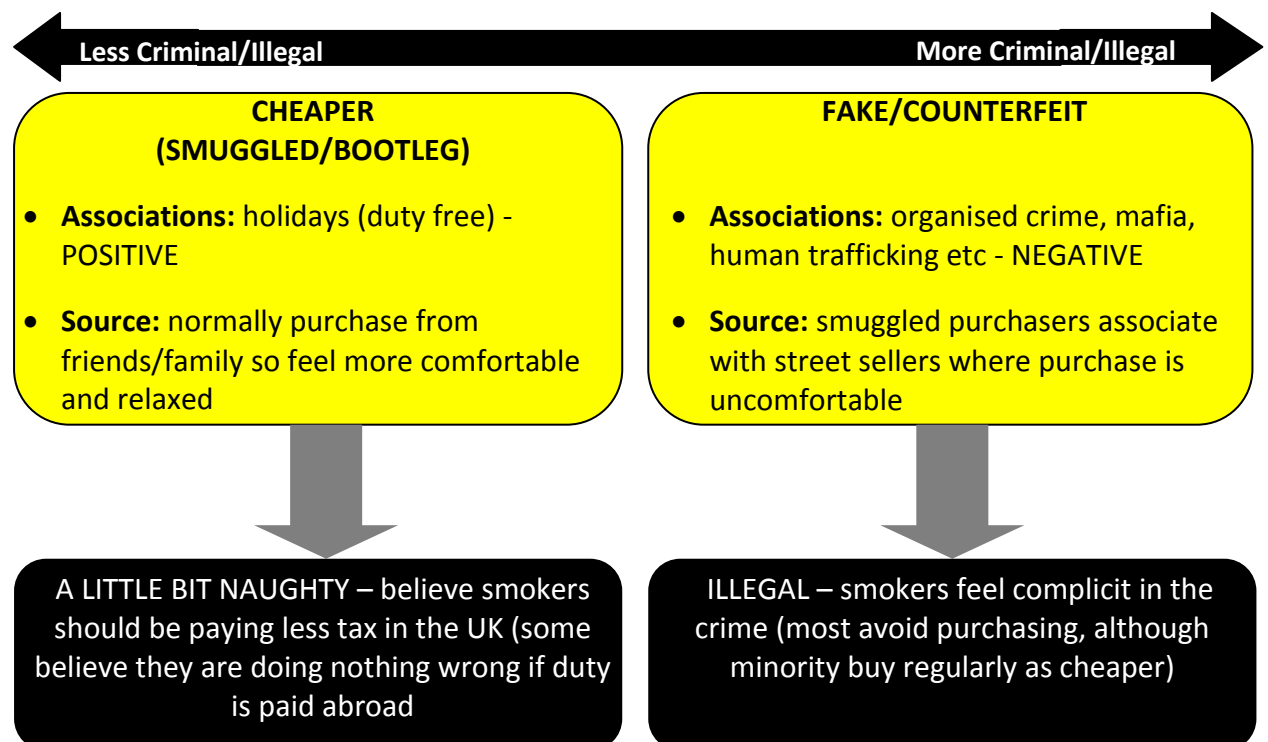 Less Criminal/Illegal
More Criminal/Illegal
CHEAPER
(SMUGGLED/BOOTLEG)
• Associations: holidays (duty free) -
POSITIVE
• Source: normally purchase from
friends/family so feel more comfortable
and relaxed
FAKE/COUNTERFEIT
• Associations: organised crime, mafia,
human trafficking etc - NEGATIVE
• Source: smuggled purchasers associate
with street sellers where purchase is
uncomfortable
A LITTLE BIT NAUGHTY – believe smokers
should be paying less tax in the UK (some
believe they are doing nothing wrong if duty
is paid abroad
ILLEGAL – smokers feel complicit in the
crime (most avoid purchasing, although
minority buy regularly as cheaper)